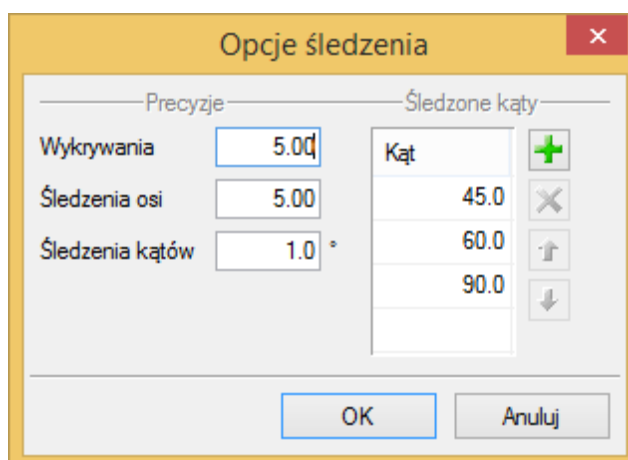 Opcje śledzenia
Precyzje
Wykrywania 5.00
Śledzenia osi 5.00
Śledzenia kątów 1.0 °
Śledzone kąty
Kąt
45.0
60.0
90.0
OK Anuluj